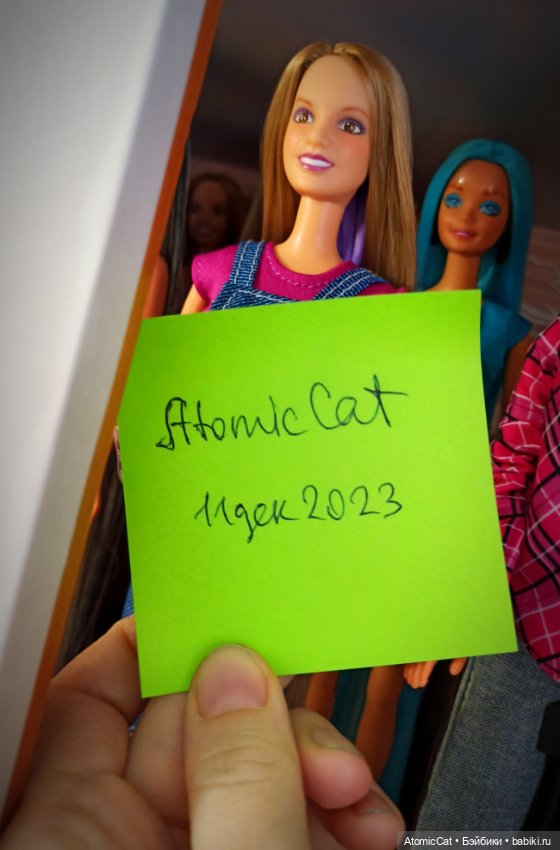 AtomicCat
11дек2023
AtomicCat • Бэйбики • babiki.ru